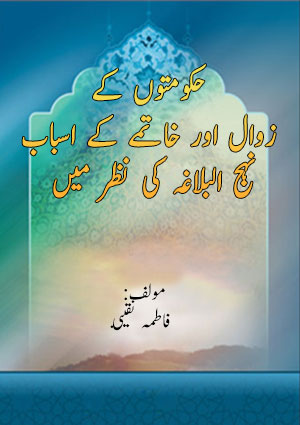 حکومتوں کے
زوال اور خاتمے کے اسباب
نہج البلاغہ کی نظر میں
مولف:
فاطمہ نقیبی